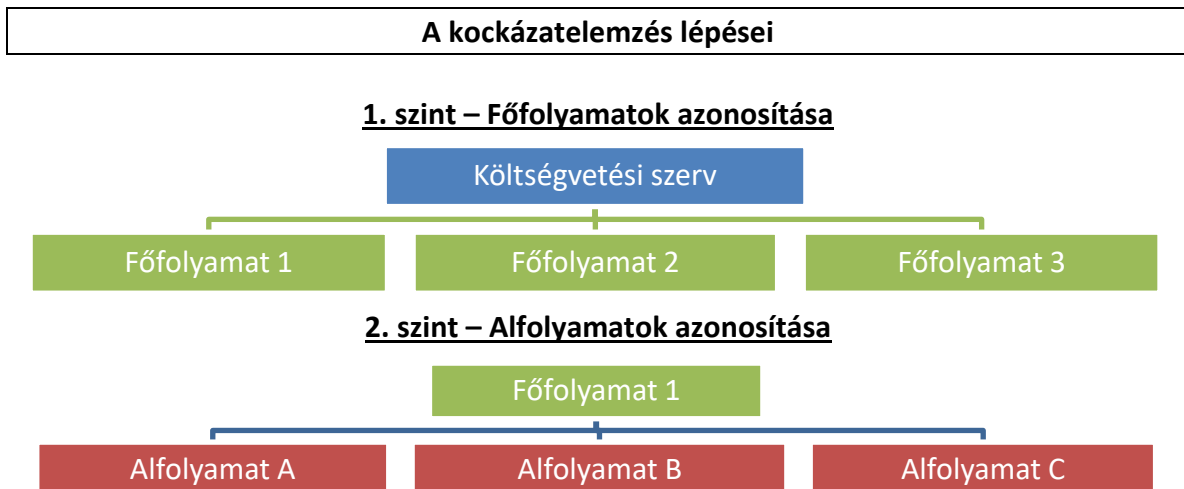 A kockázatelemzés lépései
1. szint – Főfolyamatok azonosítása
Költségvetési szerv
Főfolyamat 1
Főfolyamat 2
Főfolyamat 3
2. szint – Alfolyamatok azonosítása
Főfolyamat 1
Alfolyamat A
Alfolyamat B
Alfolyamat C